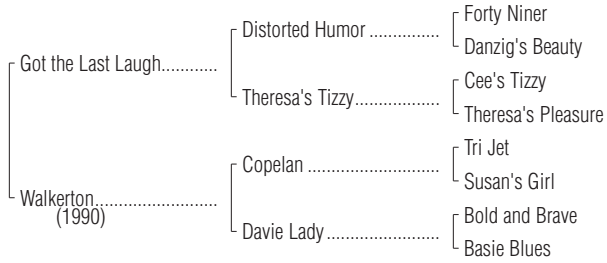 Forty Niner
Distorted Humor ................
Danzig's Beauty
Got the Last Laugh............
Cee's Tizzy
Theresa's Tizzy...................
Theresa's Pleasure
Tri Jet
Copelan ..............................
Susan's Girl
Walkerton...........................
(1990)
Bold and Brave
Davie Lady .........................
Basie Blues